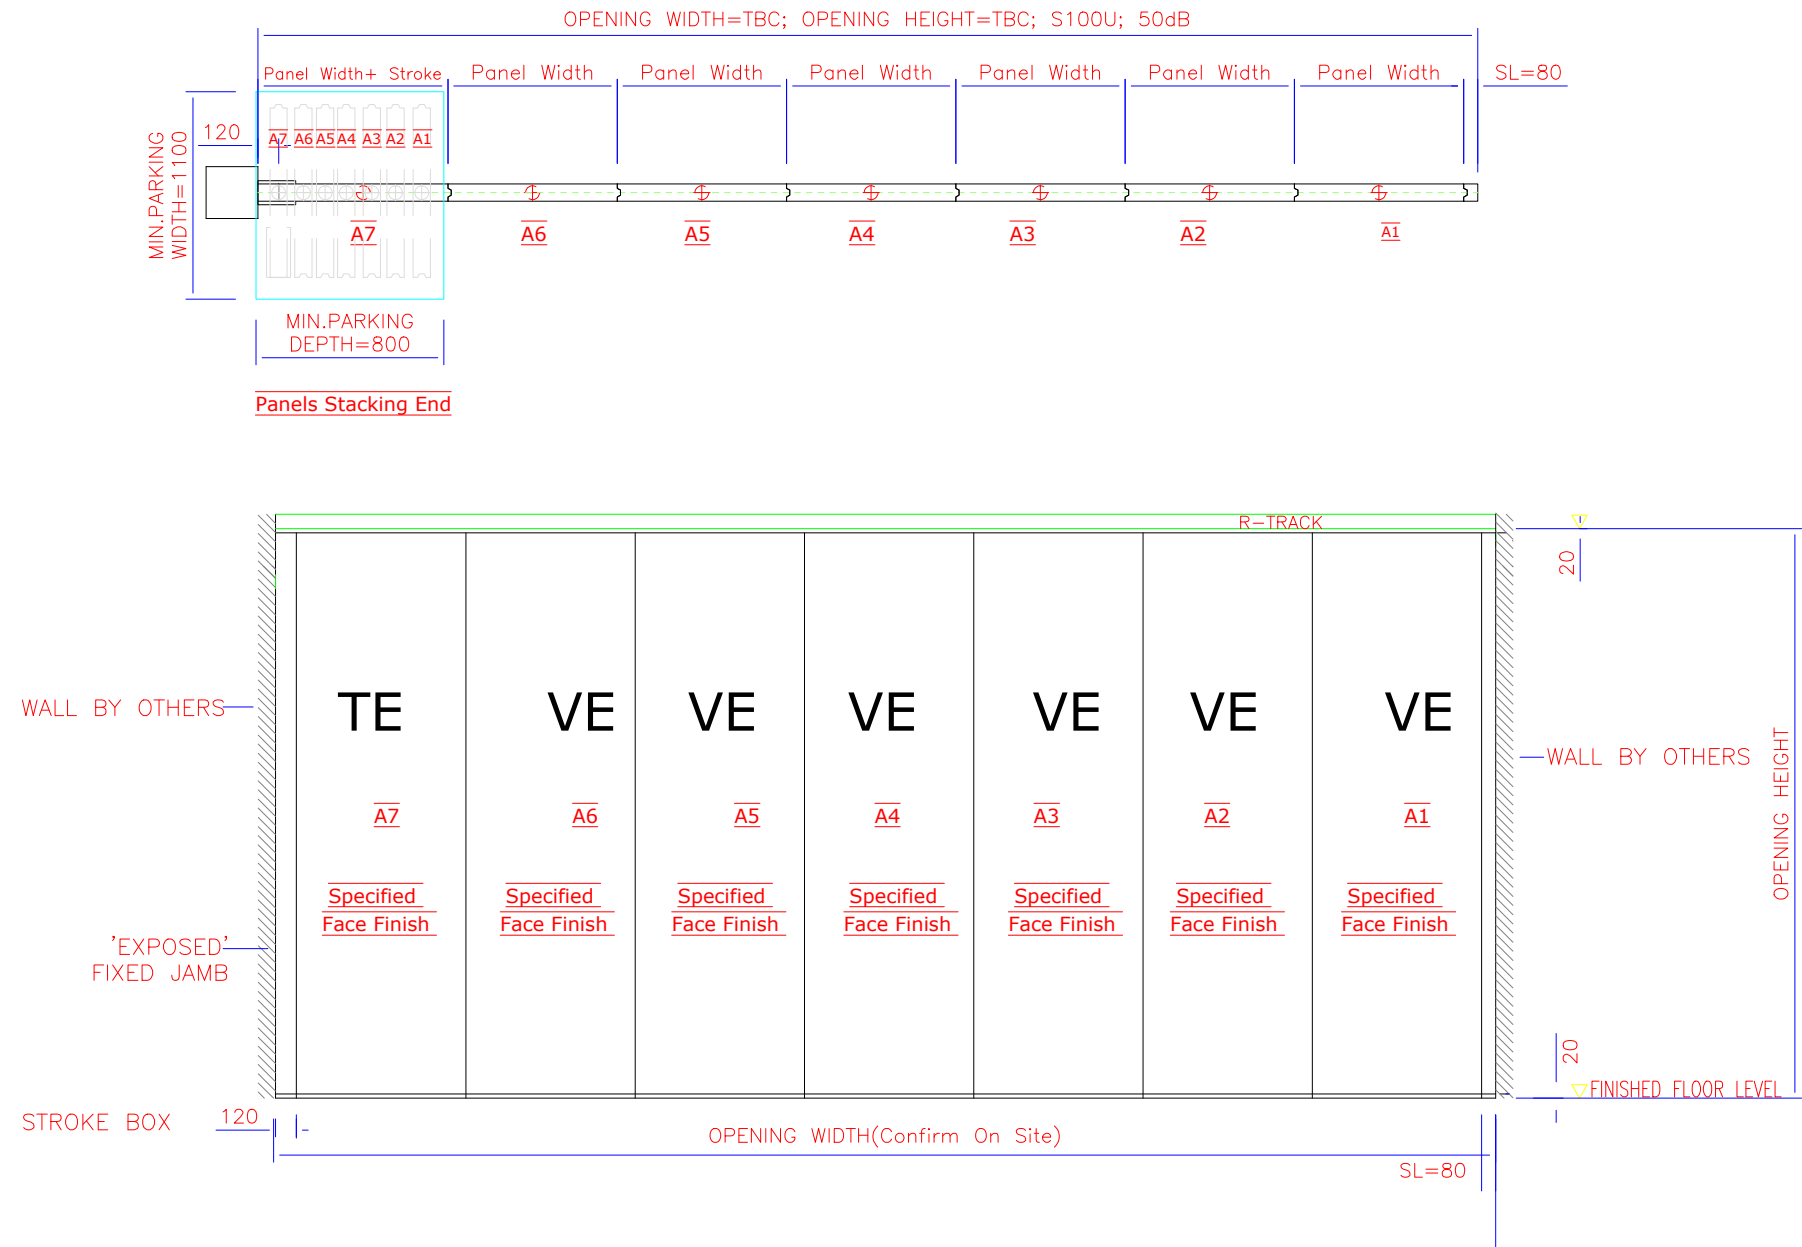 OPENING WIDTH=TBC; OPENING HEIGHT=TBC; S100U; 50dB
Panel Width+ Stroke
Panel Width
Panel Width
Panel Width
Panel Width
Panel Width
Panel Width
SL=80
MIN.PARKING
WIDTH=1100
120
A7
A6
A5
A4
A3
A2
A1
A7
A6
A5
A4
A3
A2
A1
MIN.PARKING
DEPTH=800
Panels Stacking End
R-TRACK
20
TE
VE
VE
VE
VE
VE
VE
WALL BY OTHERS
WALL BY OTHERS
OPENING HEIGHT
A7
A6
A5
A4
A3
A2
A1
Specified
Face Finish
Specified
Face Finish
Specified
Face Finish
Specified
Face Finish
Specified
Face Finish
Specified
Face Finish
Specified
Face Finish
'EXPOSED'
FIXED JAMB
20
FINISHED FLOOR LEVEL
STROKE BOX
120
OPENING WIDTH(Confirm On Site)
SL=80